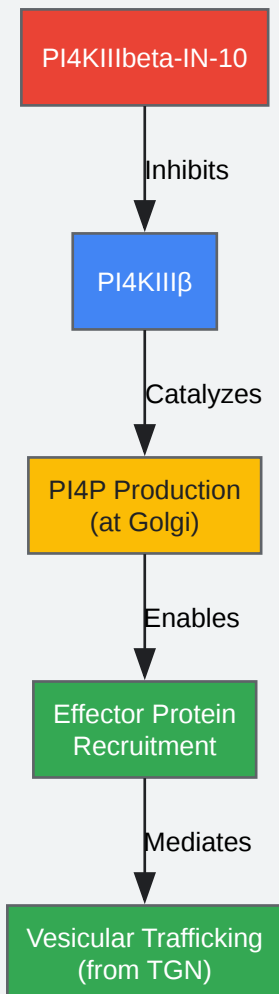 PI4KIIIbeta-IN-10
Inhibits
PI4KIIIβ
Catalyzes
PI4P Production
(at Golgi)
Enables
Effector Protein
Recruitment
Mediates
Vesicular Trafficking
(from TGN)